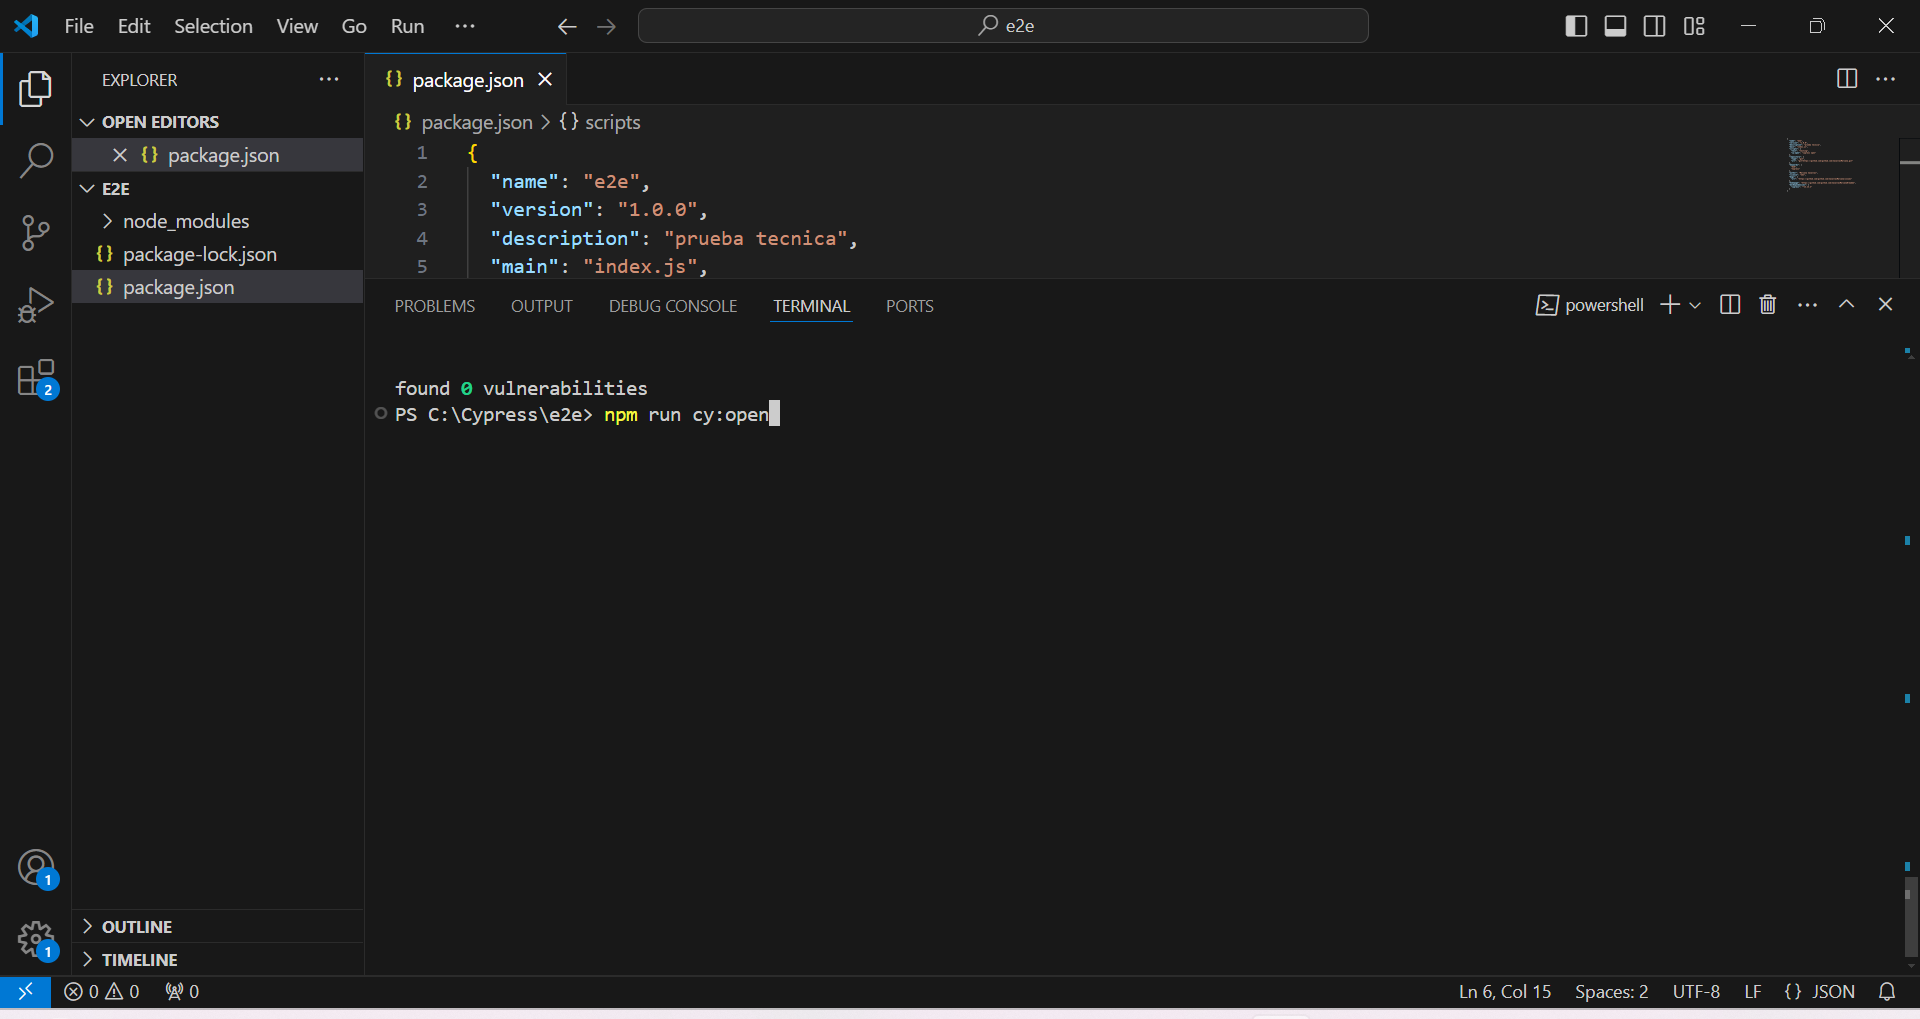 File Edit Selection View Go Run ··· e2e
EXPLORER ···
OPEN EDITORS
{} package.json
E2E
node_modules
{} package-lock.json
{} package.json
OUTLINE
TIMELINE
2
1
1
{} package.json
{} package.json > {} scripts
1 {
2 "name": "e2e",
3 "version": "1.0.0",
4 "description": "prueba tecnica",
5 "main": "index.js",
PROBLEMS OUTPUT DEBUG CONSOLE TERMINAL PORTS powershell
found 0 vulnerabilities
PS C:\Cypress\e2e> npm run cy:open
0 0 0 Ln 6, Col 15 Spaces: 2 UTF-8 LF {} JSON